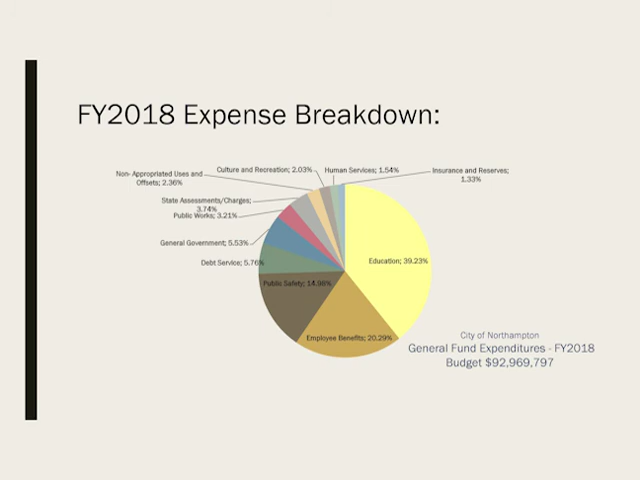 FY2018 Expense Breakdown:
Non- Appropriated Uses and
Offsets; 2.36%
Culture and Recreation; 2.03%
Human Services; 1.54%
Insurance and Reserves;
1.33%
State Assessments/Charges;
3.74%
Public Works; 3.21%
General Government; 5.53%
Debt Service; 5.76%
Education; 39.23%
Public Safety; 14.98%
Employee Benefits; 20.29%
City of Northampton
General Fund Expenditures - FY2018
Budget $92,969,797